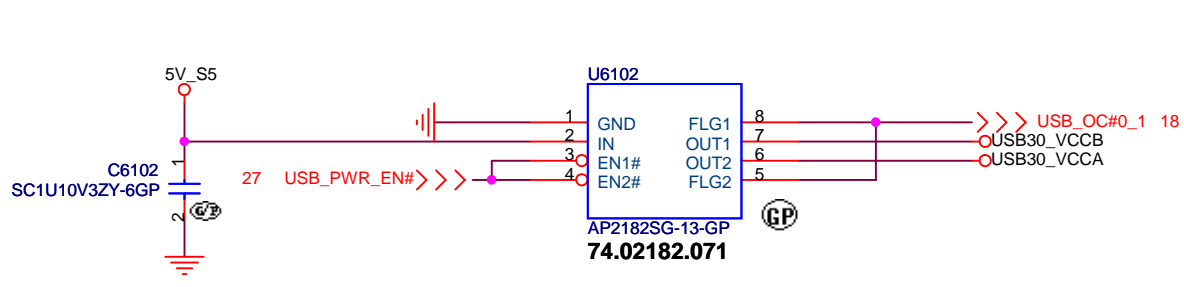 5V_S5
C6102
SC1U10V3ZY-6GP
1
2
G/P
27 USB_PWR_EN#
U6102
1 GND
2 IN
3 EN1#
4 EN2#
FLG1 8
OUT1 7
OUT2 6
FLG2 5
AP2182SG-13-GP
74.02182.071
GP
USB_OC#0_1 18
USB30_VCCB
USB30_VCCA